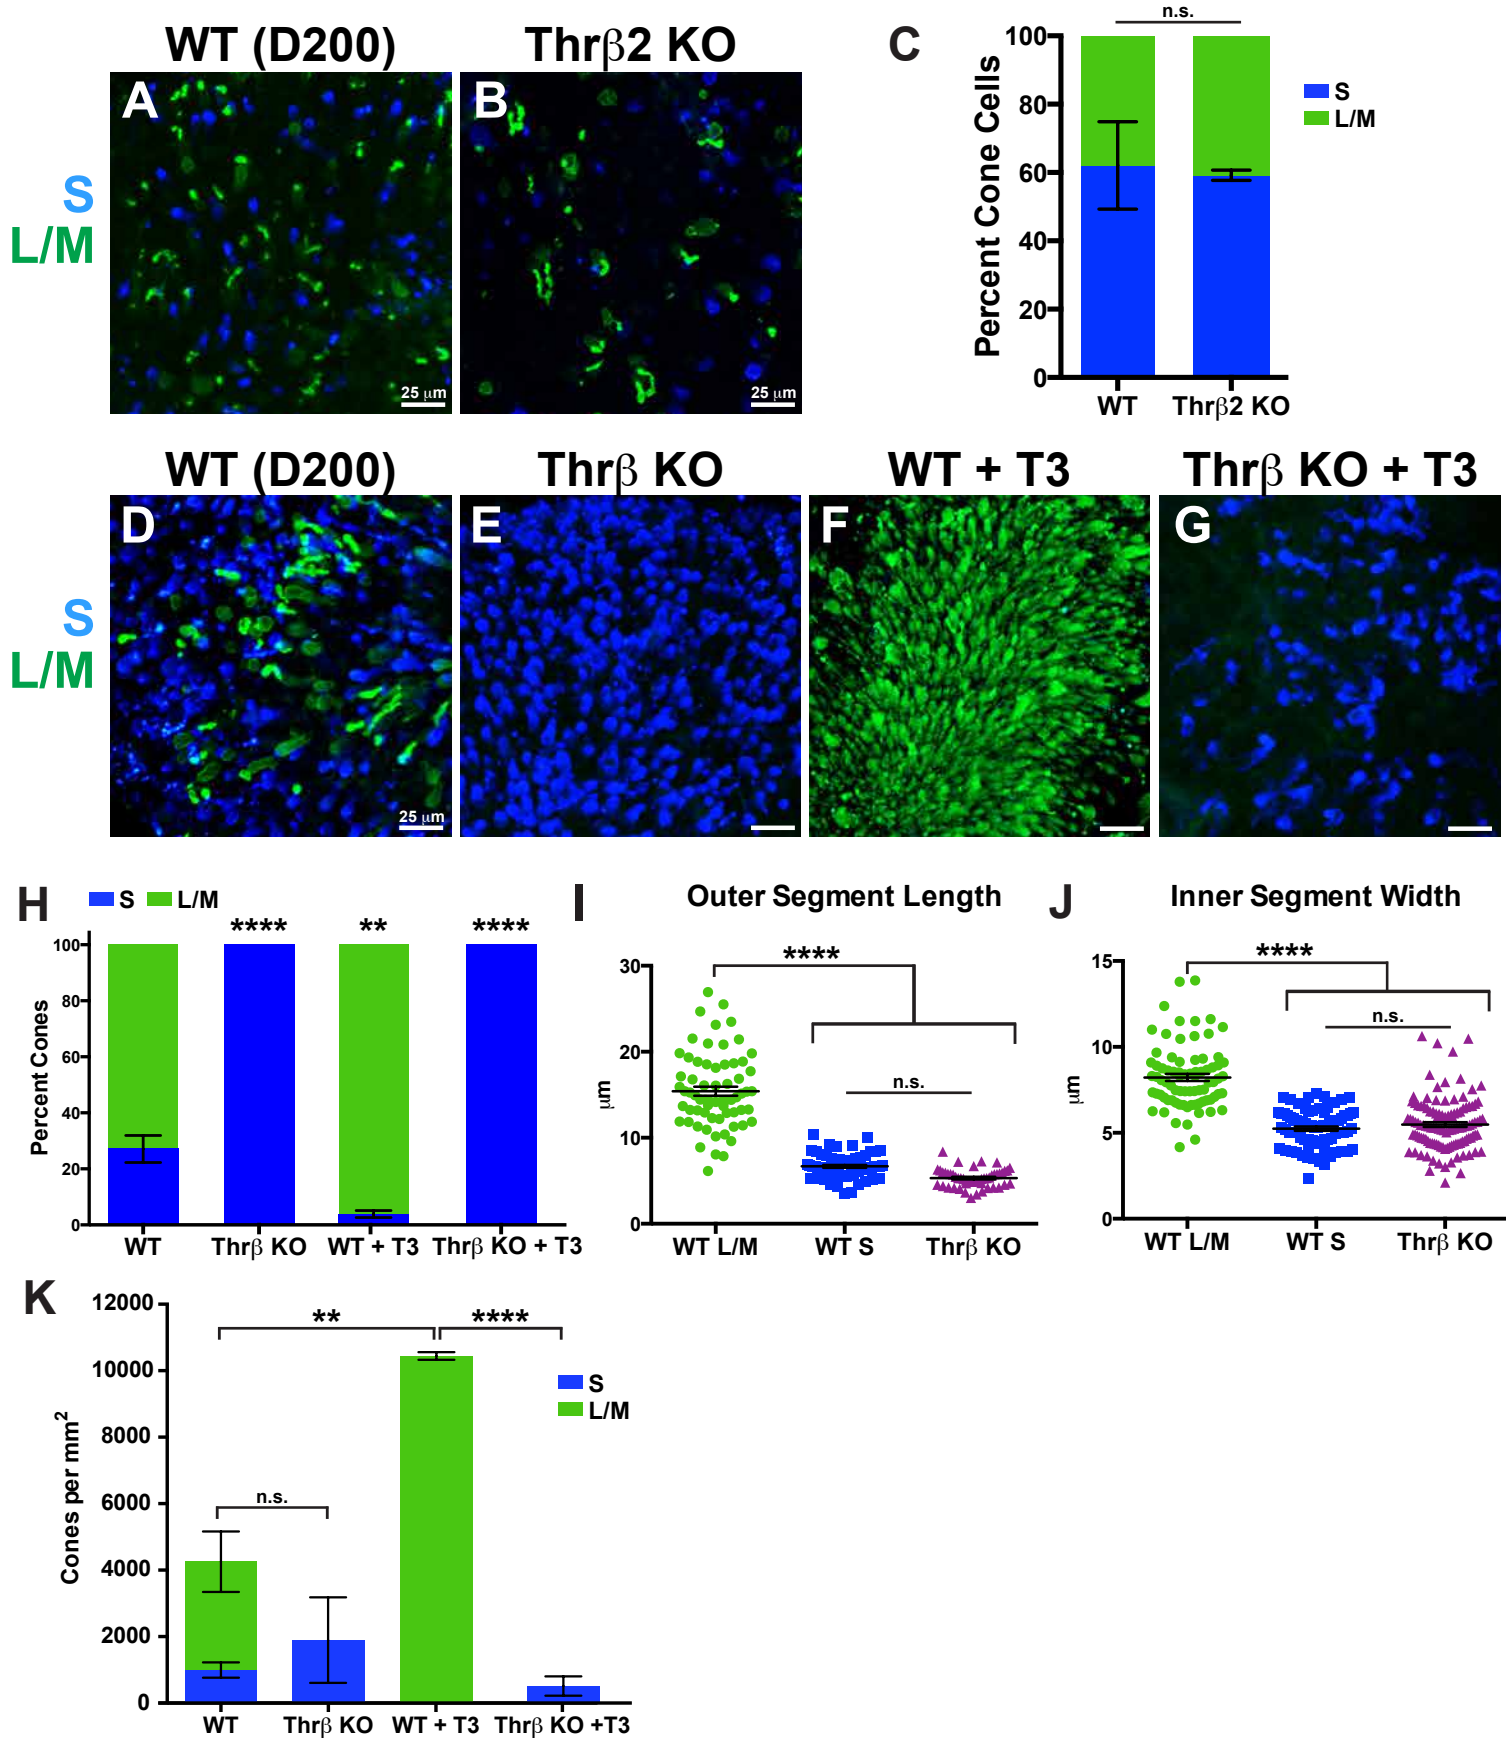 WT (D200)
Thrβ2 KO
A
B
S
L/M
25 μm
25 μm
C
n.s.
100
80
60
40
20
0
Percent Cone Cells
S
L/M
WT
Thrβ2 KO
WT (D200)
Thrβ KO
WT + T3
Thrβ KO + T3
D
E
F
G
S
L/M
25 μm
H
S
L/M
****
**
****
100
80
60
40
20
0
Percent Cones
WT
Thrβ KO
WT + T3
Thrβ KO + T3
I
Outer Segment Length
****
n.s.
30
20
10
0
μm
WT L/M
WT S
Thrβ KO
J
Inner Segment Width
****
n.s.
15
10
5
0
μm
WT L/M
WT S
Thrβ KO
K
12000
10000
8000
6000
4000
2000
0
Cones per mm²
**
****
n.s.
S
L/M
WT
Thrβ KO
WT + T3
Thrβ KO +T3